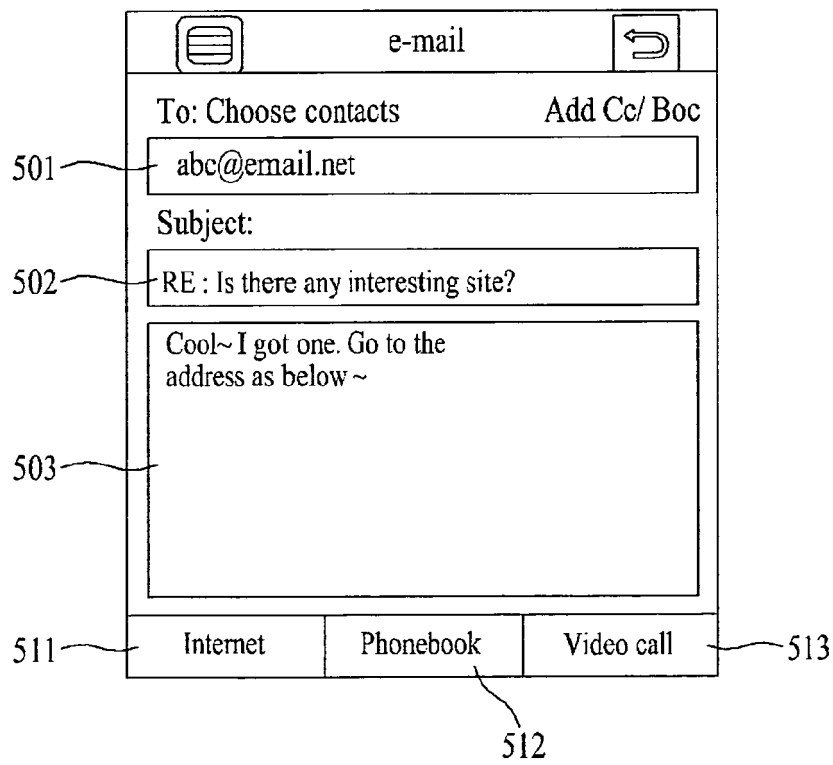 e-mail
To: Choose contacts Add Cc/ Boc
501 abc@email.net
Subject:
502 RE : Is there any interesting site?
Cool~ I got one. Go to the
address as below ~
503
511 Internet Phonebook Video call 513
512